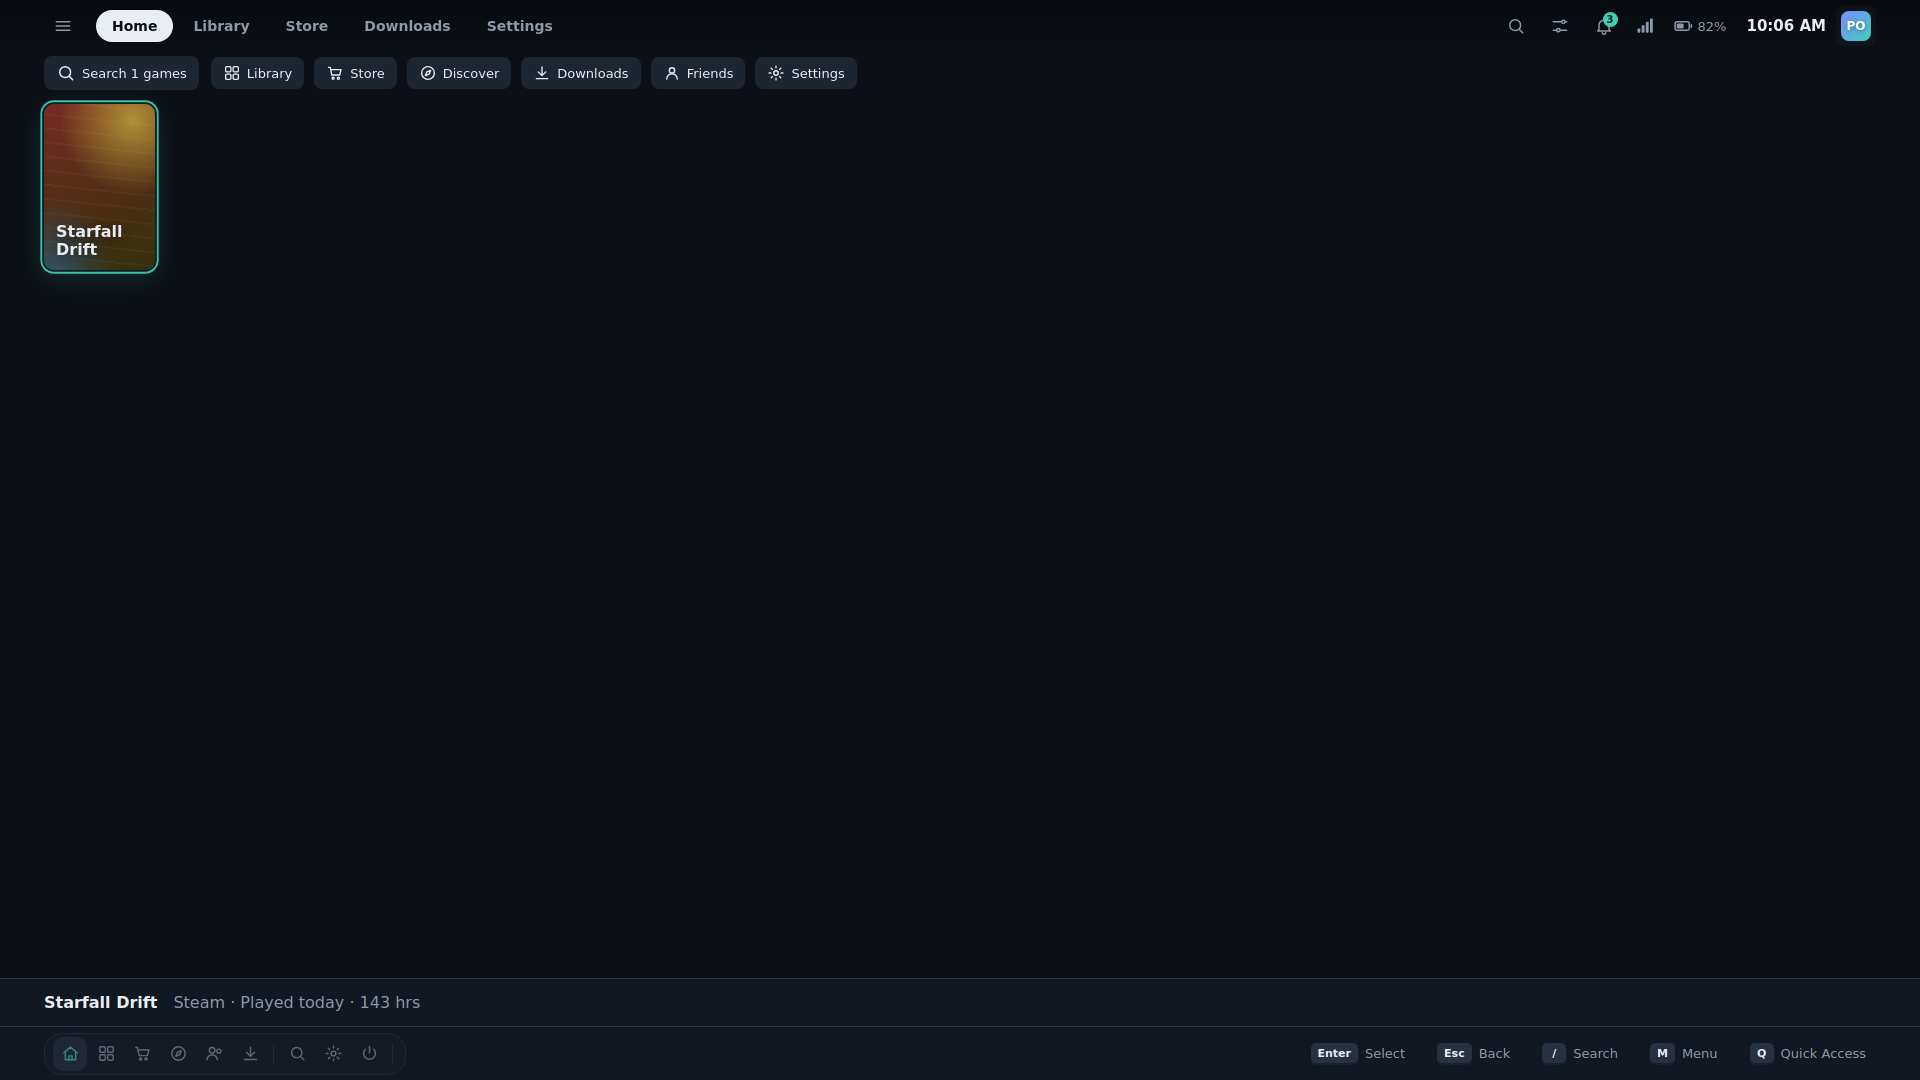 Home Library Store Downloads Settings 3 82% 10:06 AM PO
Search 1 games Library Store Discover Downloads Friends Settings
Starfall
Drift
Starfall Drift Steam · Played today · 143 hrs
Enter Select Esc Back / Search M Menu Q Quick Access